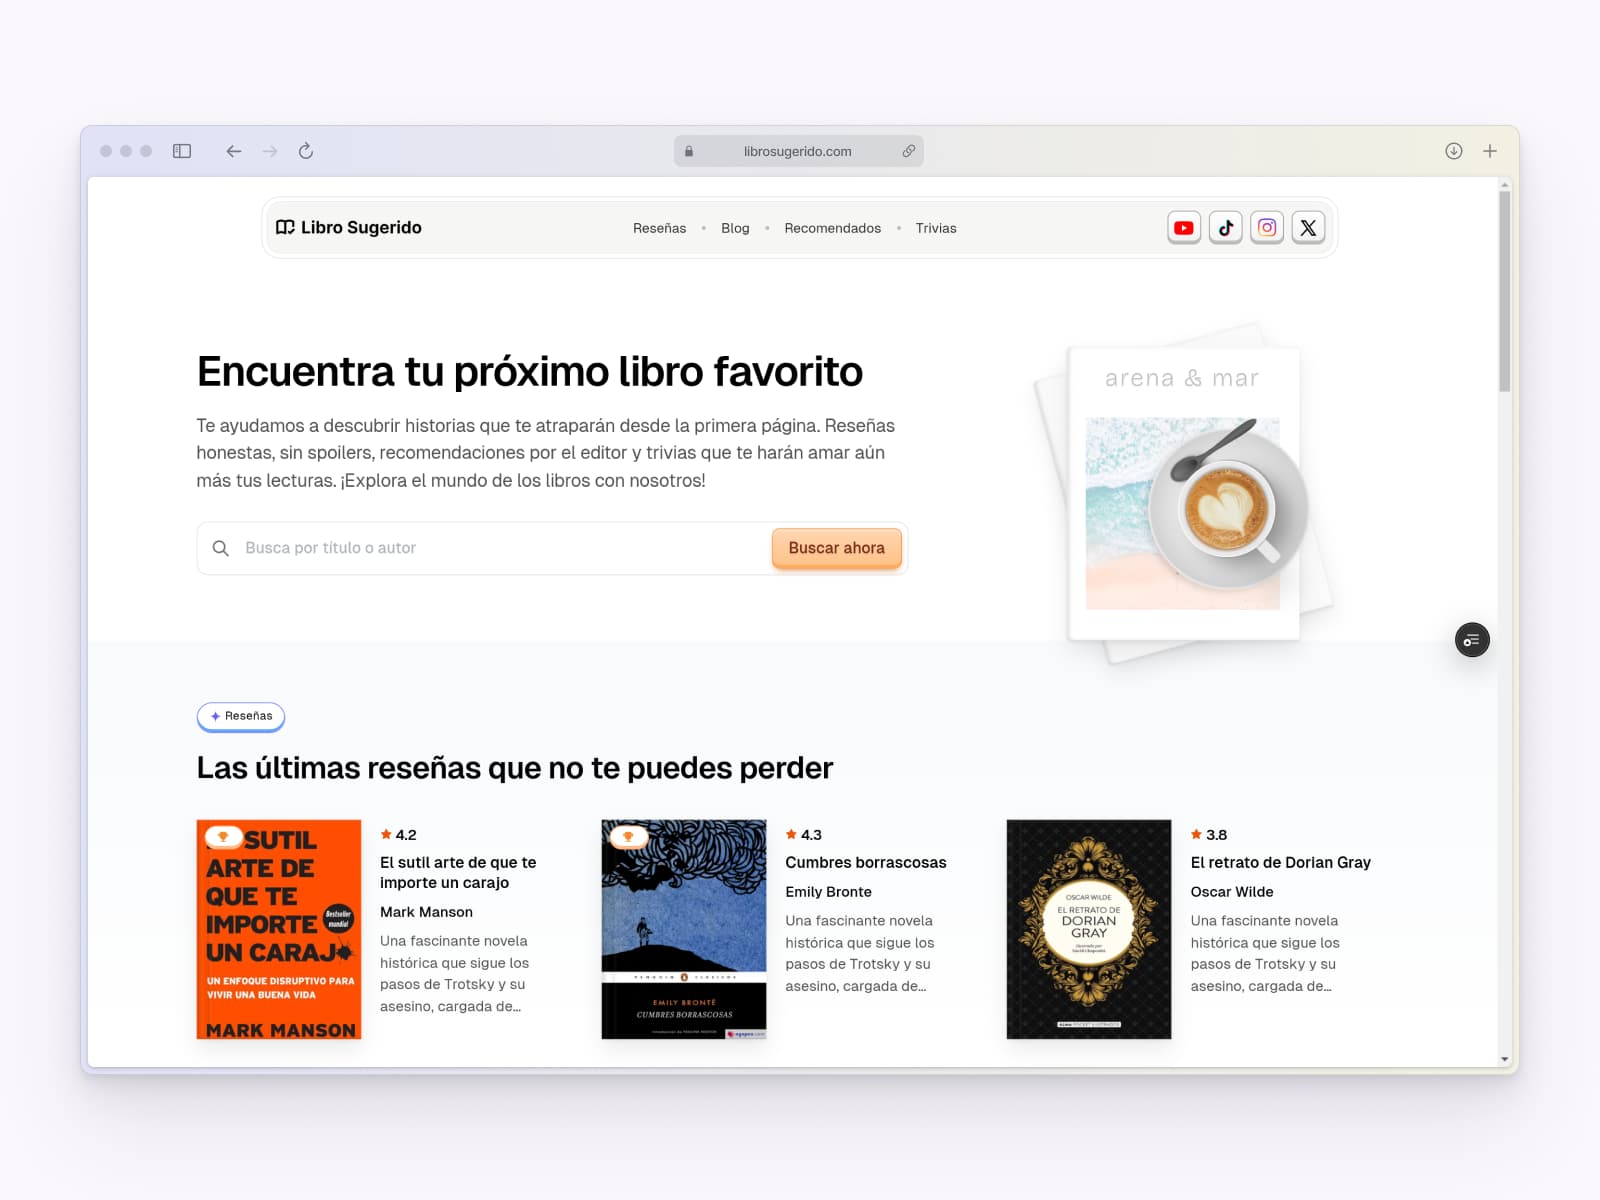 librosugerido.com
Libro Sugerido
Reseñas • Blog • Recomendados • Trivias
Encuentra tu próximo libro favorito
Te ayudamos a descubrir historias que te atraparán desde la primera página. Reseñas
honestas, sin spoilers, recomendaciones por el editor y trivias que te harán amar aún
más tus lecturas. ¡Explora el mundo de los libros con nosotros!
Busca por título o autor
Buscar ahora
arena & mar
Reseñas
Las últimas reseñas que no te puedes perder
SUTIL
ARTE DE
QUE TE
IMPORTE
UN CARAJ
Bestseller
mundial
UN ENFOQUE DISRUPTIVO PARA
VIVIR UNA BUENA VIDA
MARK MANSON
4.2
El sutil arte de que te
importe un carajo
Mark Manson
Una fascinante novela
histórica que sigue los
pasos de Trotsky y su
asesino, cargada de...
PENGUIN CLÁSICOS
EMILY BRONTË
CUMBRES BORRASCOSAS
4.3
Cumbres borrascosas
Emily Bronte
Una fascinante novela
histórica que sigue los
pasos de Trotsky y su
asesino, cargada de...
OSCAR WILDE
EL RETRATO DE
DORIAN
GRAY
3.8
El retrato de Dorian Gray
Oscar Wilde
Una fascinante novela
histórica que sigue los
pasos de Trotsky y su
asesino, cargada de...